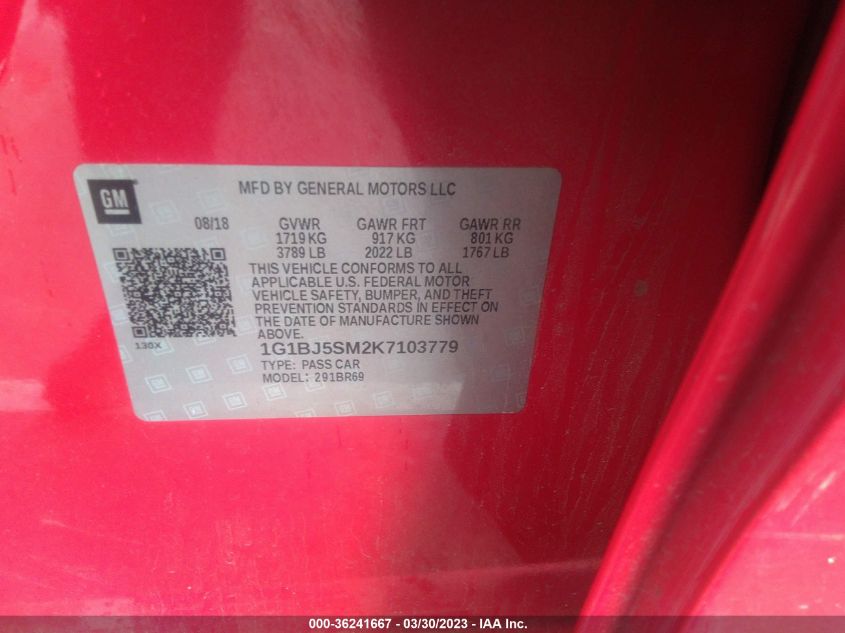 GM
MFD BY GENERAL MOTORS LLC
08/18 GVWR GAWR FRT GAWR RR
1719 KG 917 KG 801 KG
3789 LB 2022 LB 1767 LB
THIS VEHICLE CONFORMS TO ALL
APPLICABLE U.S. FEDERAL MOTOR
VEHICLE SAFETY, BUMPER, AND THEFT
PREVENTION STANDARDS IN EFFECT ON
THE DATE OF MANUFACTURE SHOWN
ABOVE.
138X
1G1BJ5SM2K7103779
TYPE: PASS CAR
MODEL: 291BR69
000-36241667 - 03/30/2023 - IAA Inc.